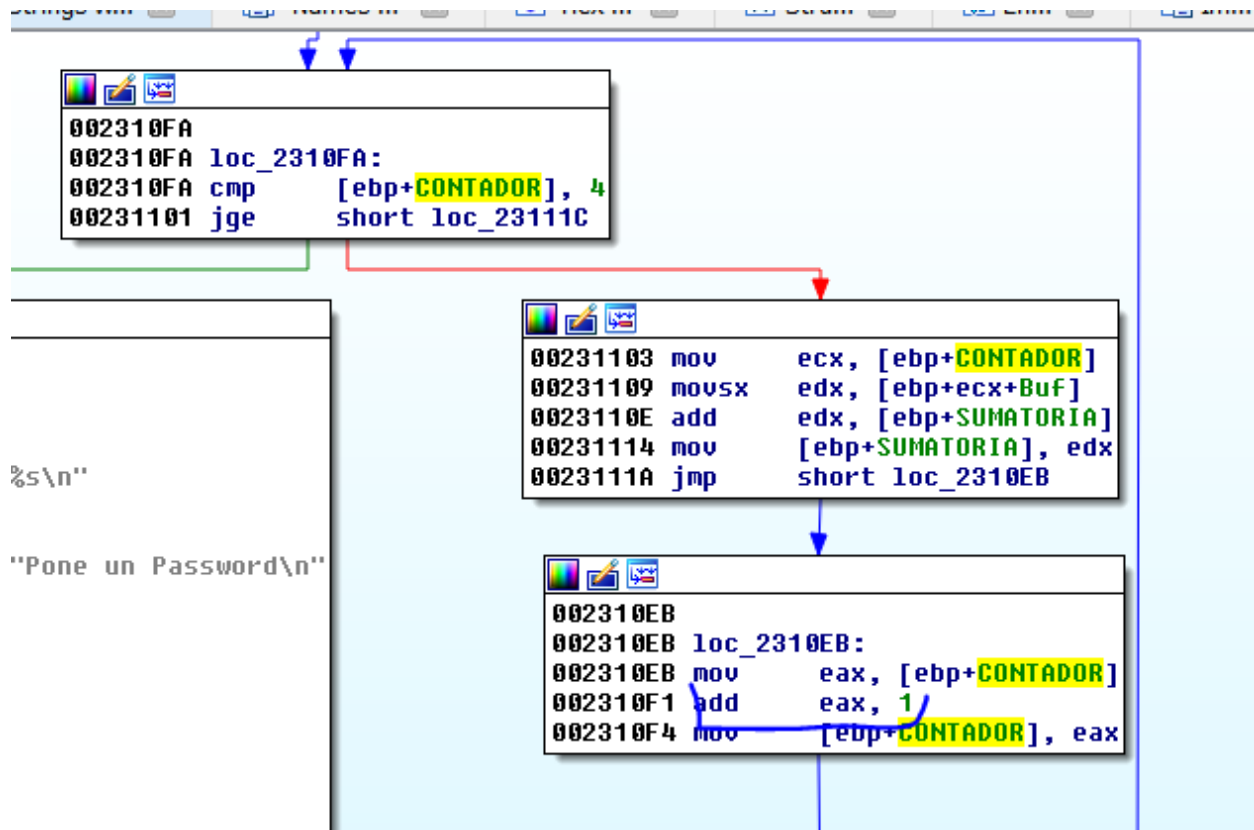 002310FA
002310FA loc_2310FA:
002310FA cmp [ebp+CONTADOR], 4
00231101 jge short loc_23111C
00231103 mov ecx, [ebp+CONTADOR]
00231109 movsx edx, [ebp+ecx+Buf]
0023110E add edx, [ebp+SUMATORIA]
00231114 mov [ebp+SUMATORIA], edx
0023111A jmp short loc_2310EB
%s\n"
"Pone un Password\n"
002310EB
002310EB loc_2310EB:
002310EB mov eax, [ebp+CONTADOR]
002310F1 add eax, 1
002310F4 mov [ebp+CONTADOR], eax